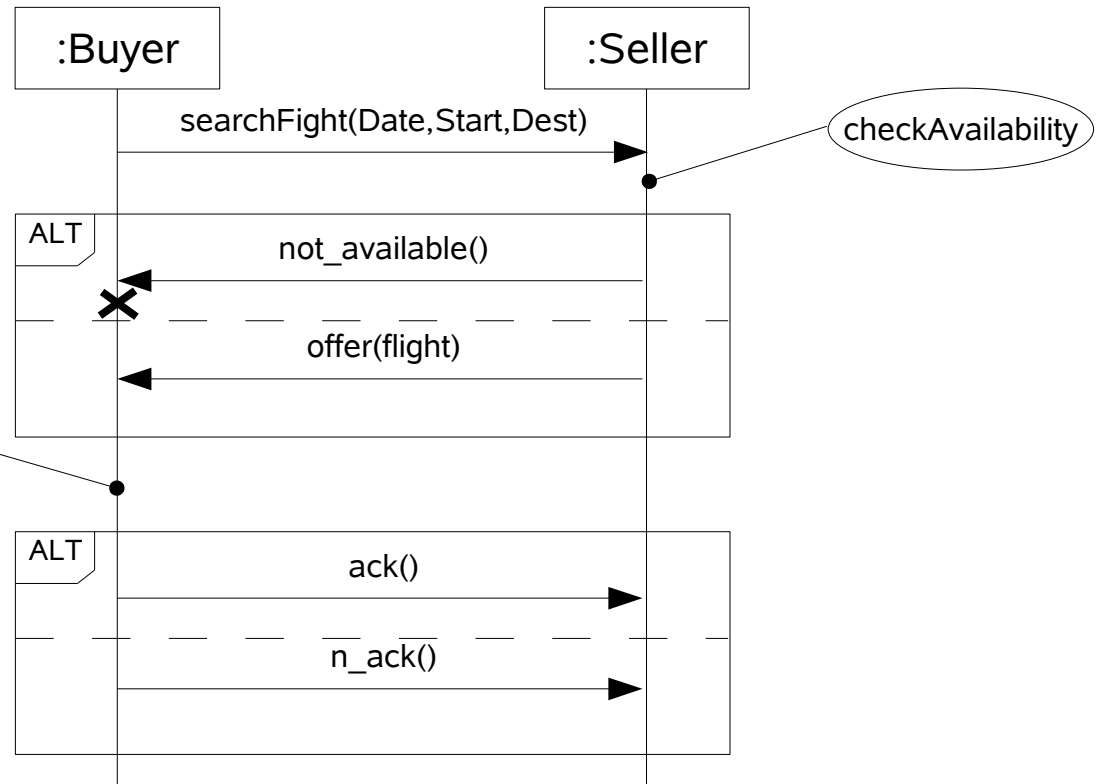 :Buyer
:Seller
searchFight(Date,Start,Dest)
checkAvailability
ALT
not_available()
offer(flight)
ALT
ack()
n_ack()